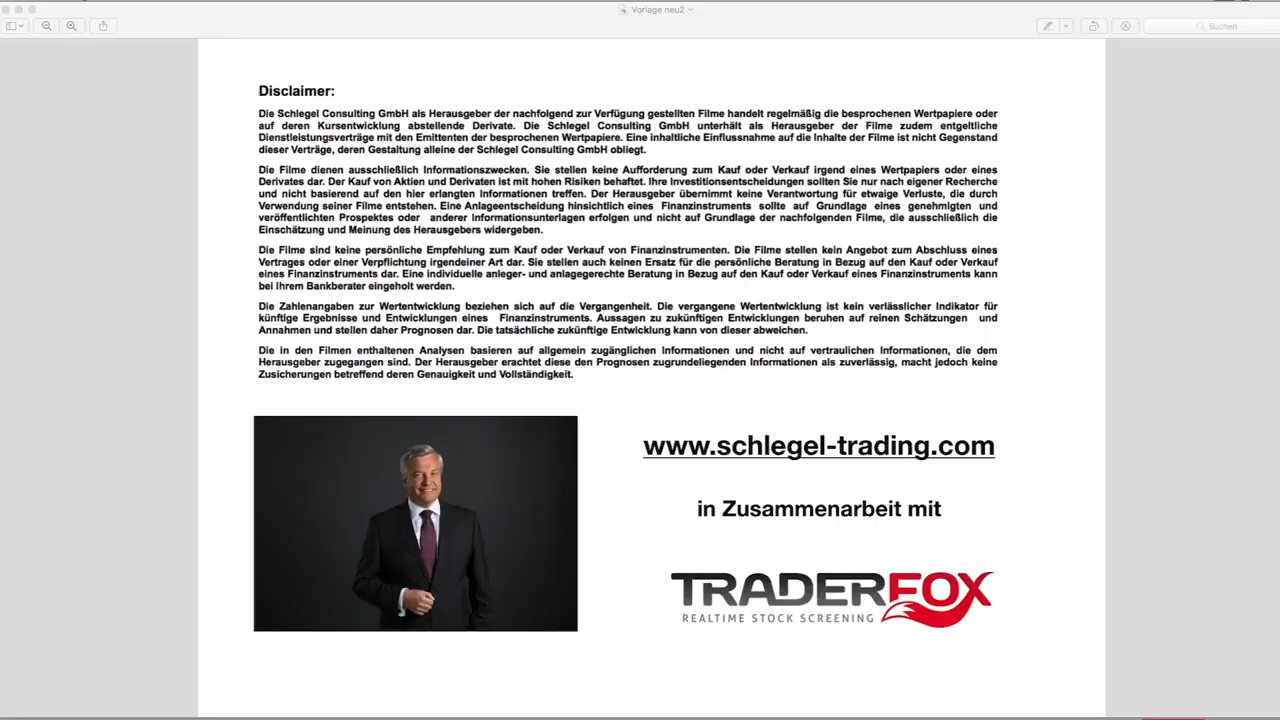 Vorlage neu2
Suchen
Disclaimer:
Die Schlegel Consulting GmbH als Herausgeber der nachfolgend zur Verfügung gestellten Filme handelt regelmäßig die besprochenen Wertpapiere oder
auf deren Kursentwicklung abstellende Derivate. Die Schlegel Consulting GmbH unterhält als Herausgeber der Filme zudem entgeltliche
Dienstleistungsverträge mit den Emittenten der besprochenen Wertpapiere. Eine inhaltliche Einflussnahme auf die Inhalte der Filme ist nicht Gegenstand
dieser Verträge, deren Gestaltung alleine der Schlegel Consulting GmbH obliegt.
Die Filme dienen ausschließlich Informationszwecken. Sie stellen keine Aufforderung zum Kauf oder Verkauf irgend eines Wertpapiers oder eines
Derivates dar. Der Kauf von Aktien und Derivaten ist mit hohen Risiken behaftet. Ihre Investitionsentscheidungen sollten Sie nur nach eigener Recherche
und nicht basierend auf den hier erlangten Informationen treffen. Der Herausgeber übernimmt keine Verantwortung für etwaige Verluste, die durch
Verwendung seiner Filme entstehen. Eine Anlageentscheidung hinsichtlich eines Finanzinstruments sollte auf Grundlage eines genehmigten und
veröffentlichten Prospektes oder anderer Informationsunterlagen erfolgen und nicht auf Grundlage der nachfolgenden Filme, die ausschließlich die
Einschätzung und Meinung des Herausgebers widergeben.
Die Filme sind keine persönliche Empfehlung zum Kauf oder Verkauf von Finanzinstrumenten. Die Filme stellen kein Angebot zum Abschluss eines
Vertrages oder einer Verpflichtung irgendeiner Art dar. Sie stellen auch keinen Ersatz für die persönliche Beratung in Bezug auf den Kauf oder Verkauf
eines Finanzinstruments dar. Eine individuelle anleger- und anlagegerechte Beratung in Bezug auf den Kauf oder Verkauf eines Finanzinstruments kann
bei Ihrem Bankberater eingeholt werden.
Die Zahlenangaben zur Wertentwicklung beziehen sich auf die Vergangenheit. Die vergangene Wertentwicklung ist kein verlässlicher Indikator für
künftige Ergebnisse und Entwicklungen eines Finanzinstruments. Aussagen zu zukünftigen Entwicklungen beruhen auf reinen Schätzungen und
Annahmen und stellen daher Prognosen dar. Die tatsächliche zukünftige Entwicklung kann von dieser abweichen.
Die in den Filmen enthaltenen Analysen basieren auf allgemein zugänglichen Informationen und nicht auf vertraulichen Informationen, die dem
Herausgeber zugegangen sind. Der Herausgeber erachtet diese den Prognosen zugrundeliegenden Informationen als zuverlässig, macht jedoch keine
Zusicherungen betreffend deren Genauigkeit und Vollständigkeit.
www.schlegel-trading.com
in Zusammenarbeit mit
TRADERFOX
REALTIME STOCK SCREENING